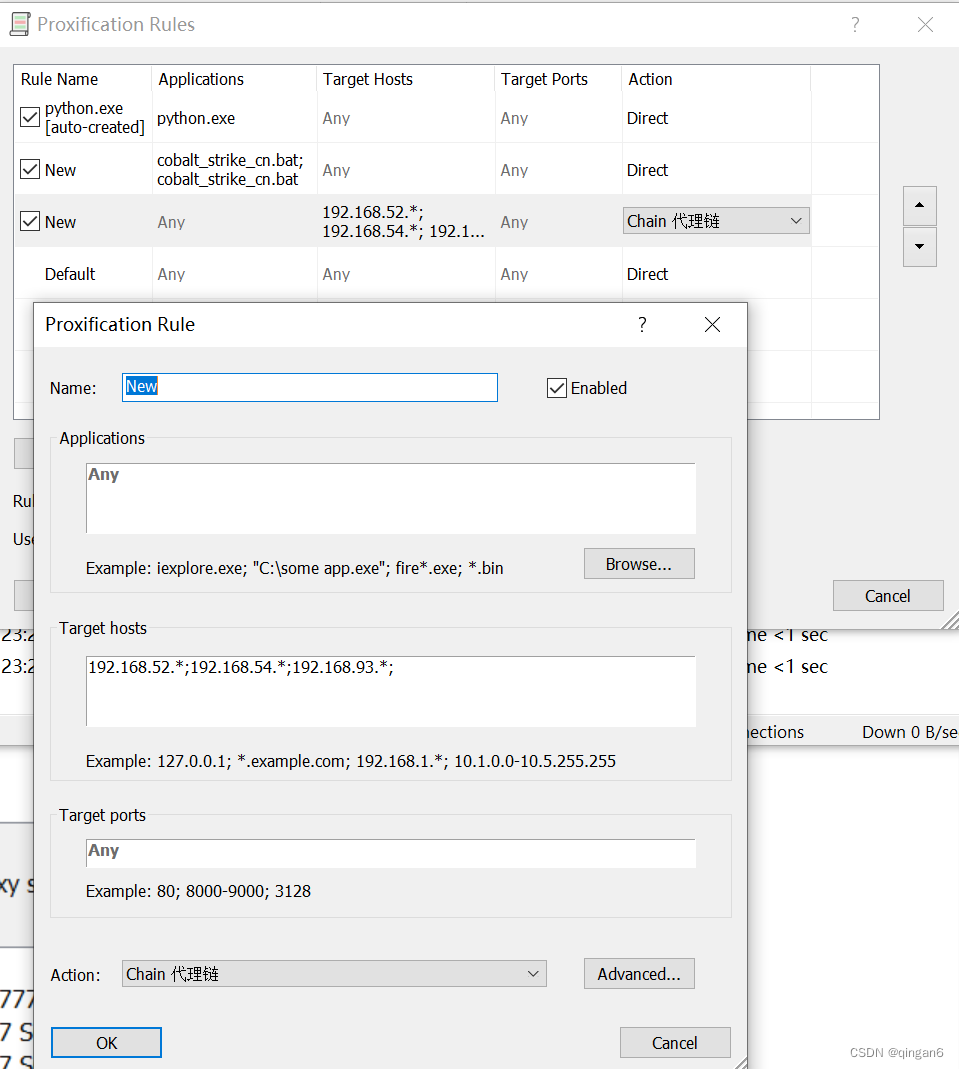 Proxification Rules
?
Rule Name Applications Target Hosts Target Ports Action
python.exe
[auto-created] python.exe Any Any Direct
New cobalt_strike_cn.bat;
cobalt_strike_cn.bat Any Any Direct
New Any 192.168.52.*;
192.168.54.*; 192.1... Any Chain 代理链
Default Any Any Direct
Proxification Rule
?
Name: New Enabled
Applications
Any
Example: iexplore.exe; "C:\some app.exe"; fire*.exe; *.bin
Browse...
Rul
Use
Cancel
Target hosts
23:2 me <1 sec
192.168.52.*;192.168.54.*;192.168.93.*;
23:2 me <1 sec
nections Down 0 B/se
Example: 127.0.0.1; *.example.com; 192.168.1.*; 10.1.0.0-10.5.255.255
Target ports
Any
xy s
Example: 80; 8000-9000; 3128
Action: Chain 代理链 Advanced...
777
7 S
OK Cancel
7 S
CSDN @qingan6